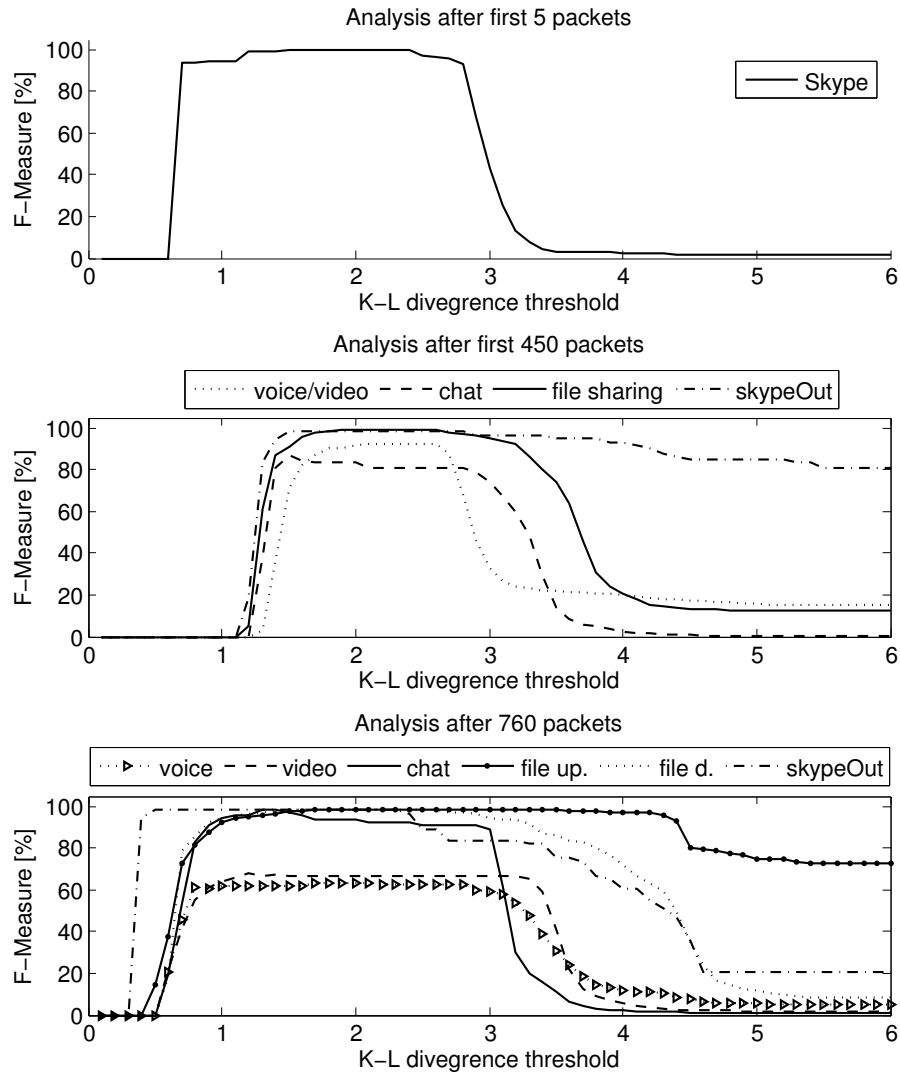 Analysis after first 5 packets
F−Measure [%]
100
80
60
40
20
0
Skype
0 1 2 3 4 5 6
K−L divegrence threshold
Analysis after first 450 packets
voice/video chat file sharing skypeOut
F−Measure [%]
100
80
60
40
20
0
0 1 2 3 4 5 6
K−L divegrence threshold
Analysis after 760 packets
voice video chat file up. file d. skypeOut
F−Measure [%]
100
80
60
40
20
0
0 1 2 3 4 5 6
K−L divegrence threshold